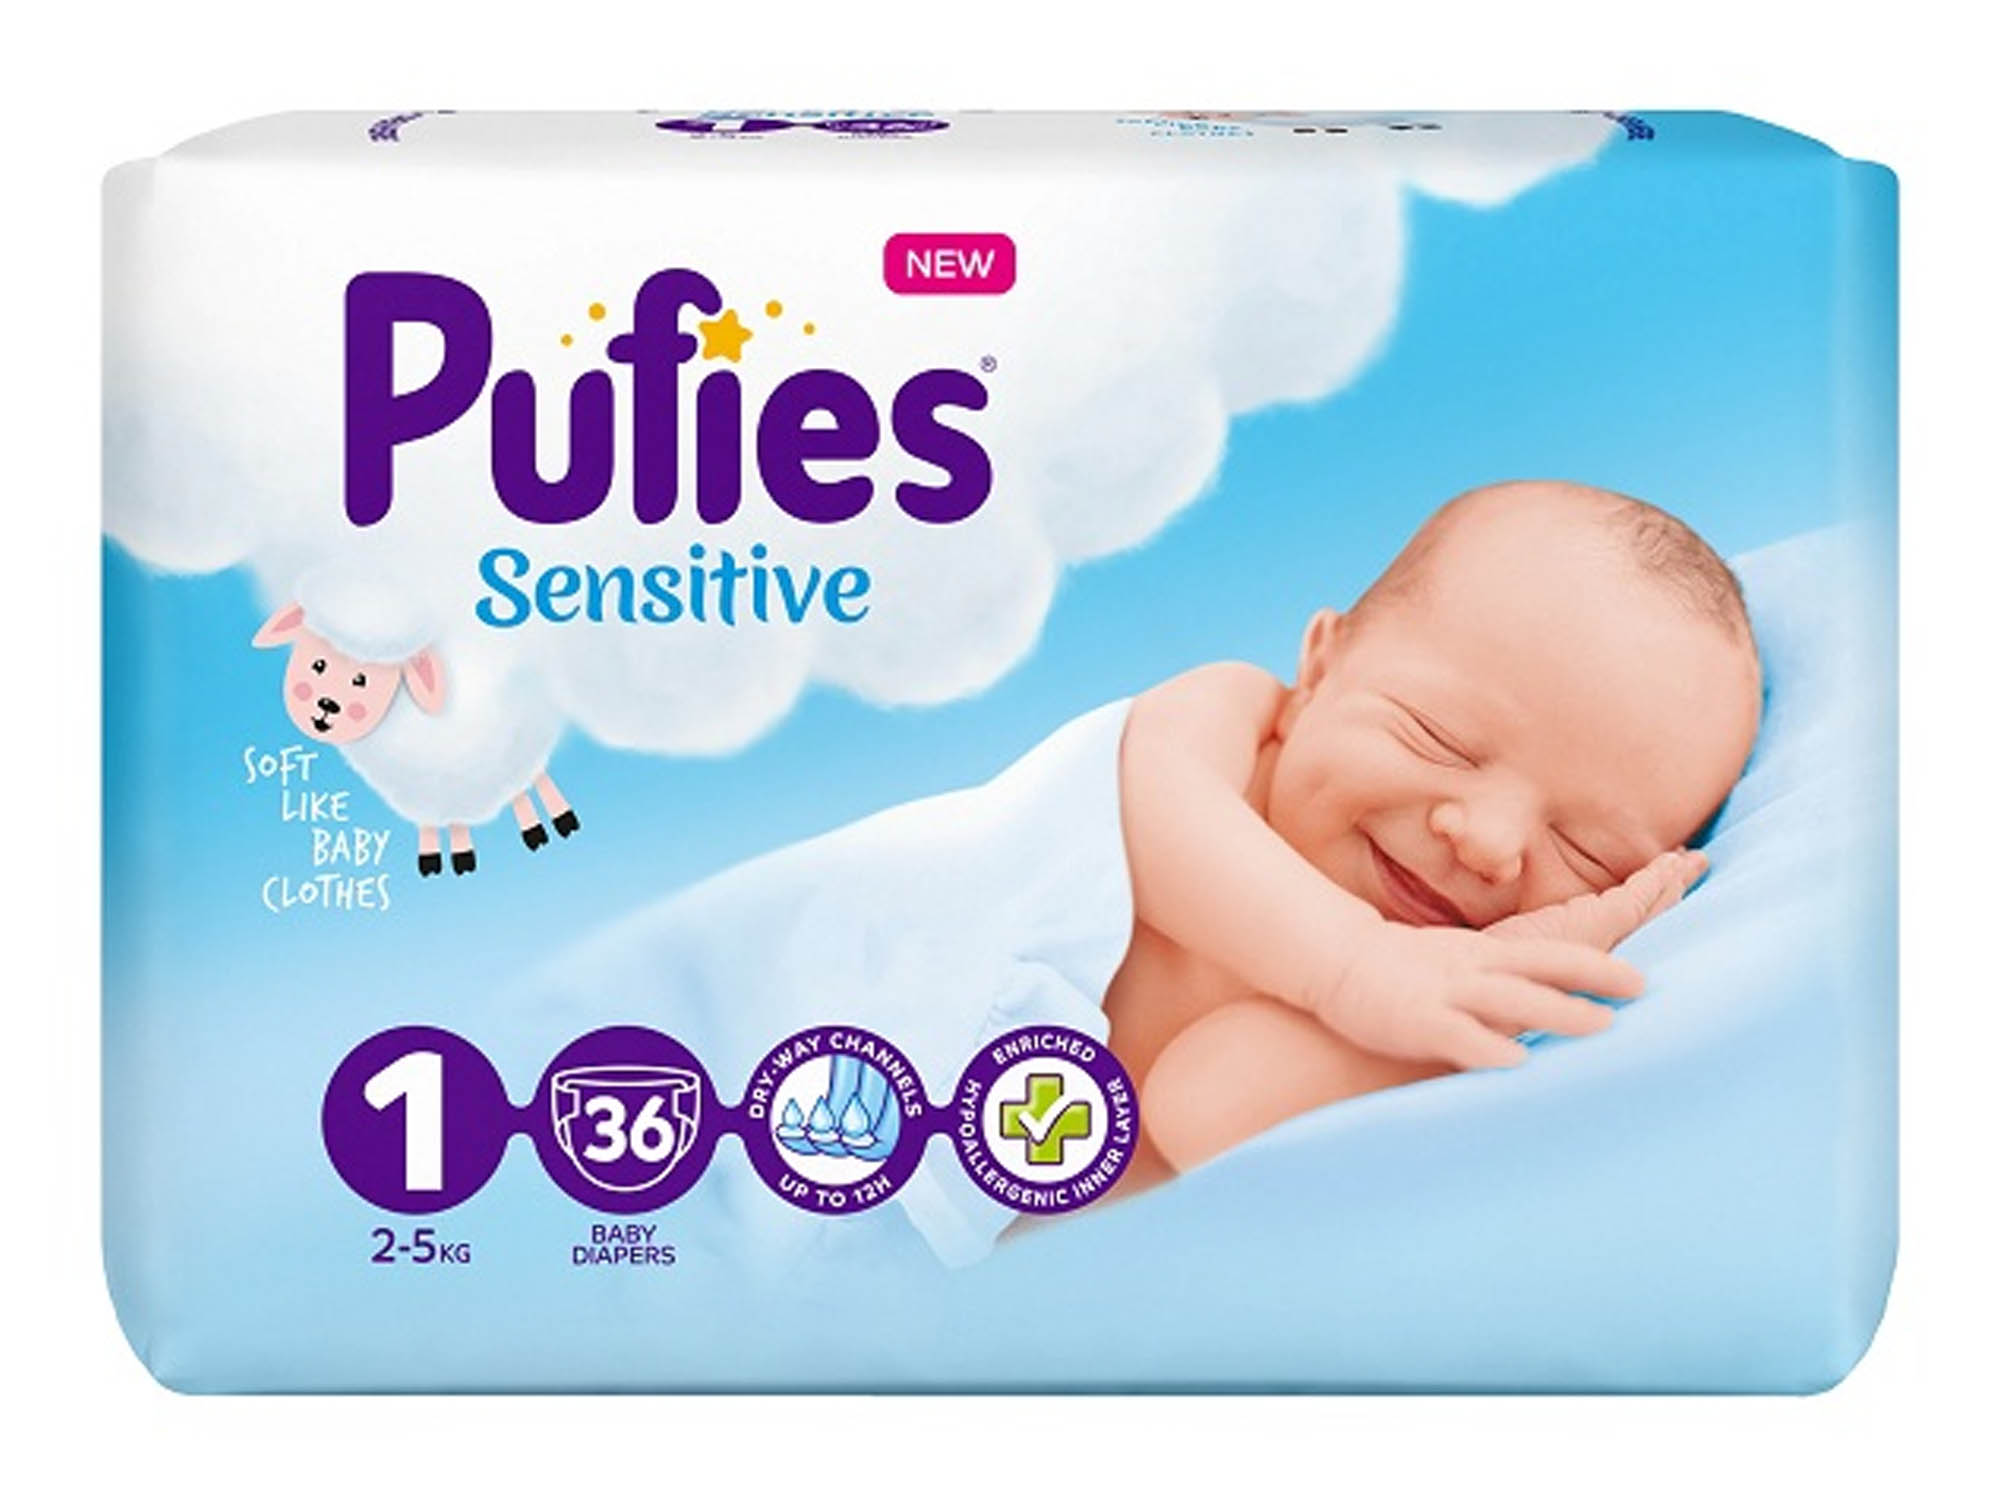 Sensitive
NEW
Pufies®
Sensitive
SOFT
LIKE
BABY
CLOTHES
1
36
DRY-WAY CHANNELS
UP TO 12H
ENRICHED
HYPOALLERGENIC INNER LAYER
2-5KG
BABY
DIAPERS